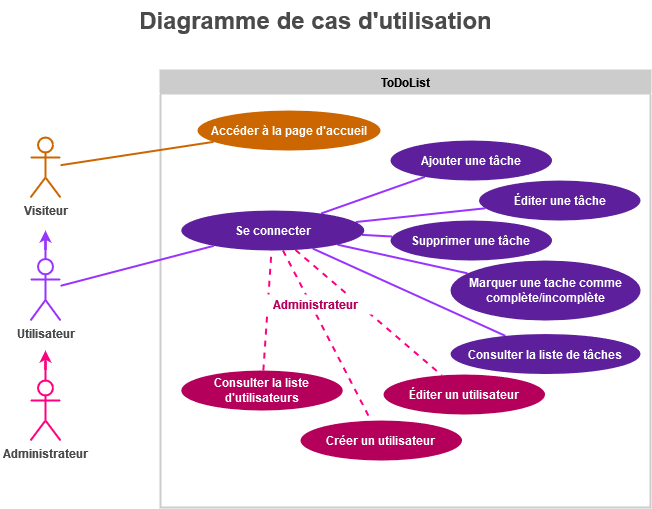 Diagramme de cas d'utilisation
ToDoList
Accéder à la page d'accueil
Ajouter une tâche
Visiteur
Éditer une tâche
Se connecter
Supprimer une tâche
Marquer une tache comme
complète/incomplète
Administrateur
Utilisateur
Consulter la liste de tâches
Consulter la liste
d'utilisateurs
Éditer un utilisateur
Créer un utilisateur
Administrateur